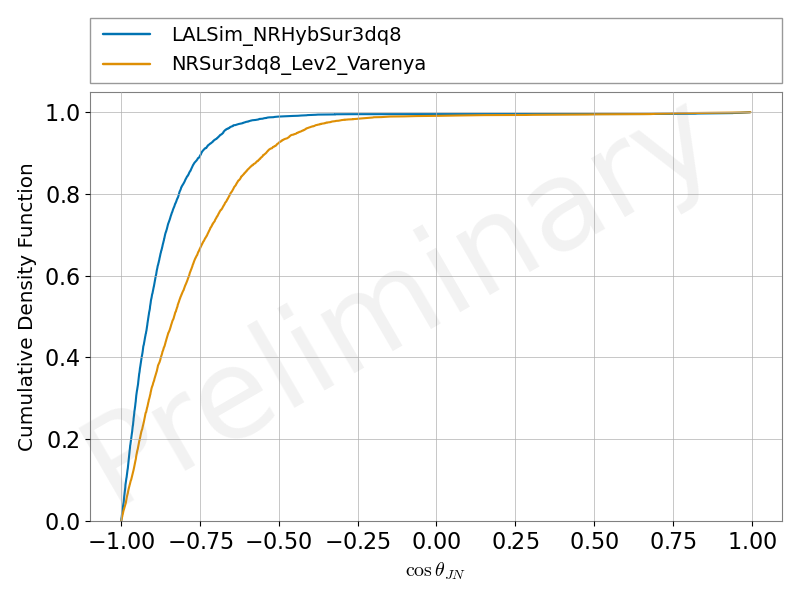 LALSim_NRHybSur3dq8
NRSur3dq8_Lev2_Varenya
Preliminary
Cumulative Density Function
1.0
0.8
0.6
0.4
0.2
0.0
−1.00 −0.75 −0.50 −0.25 0.00 0.25 0.50 0.75 1.00
cos θ_JN